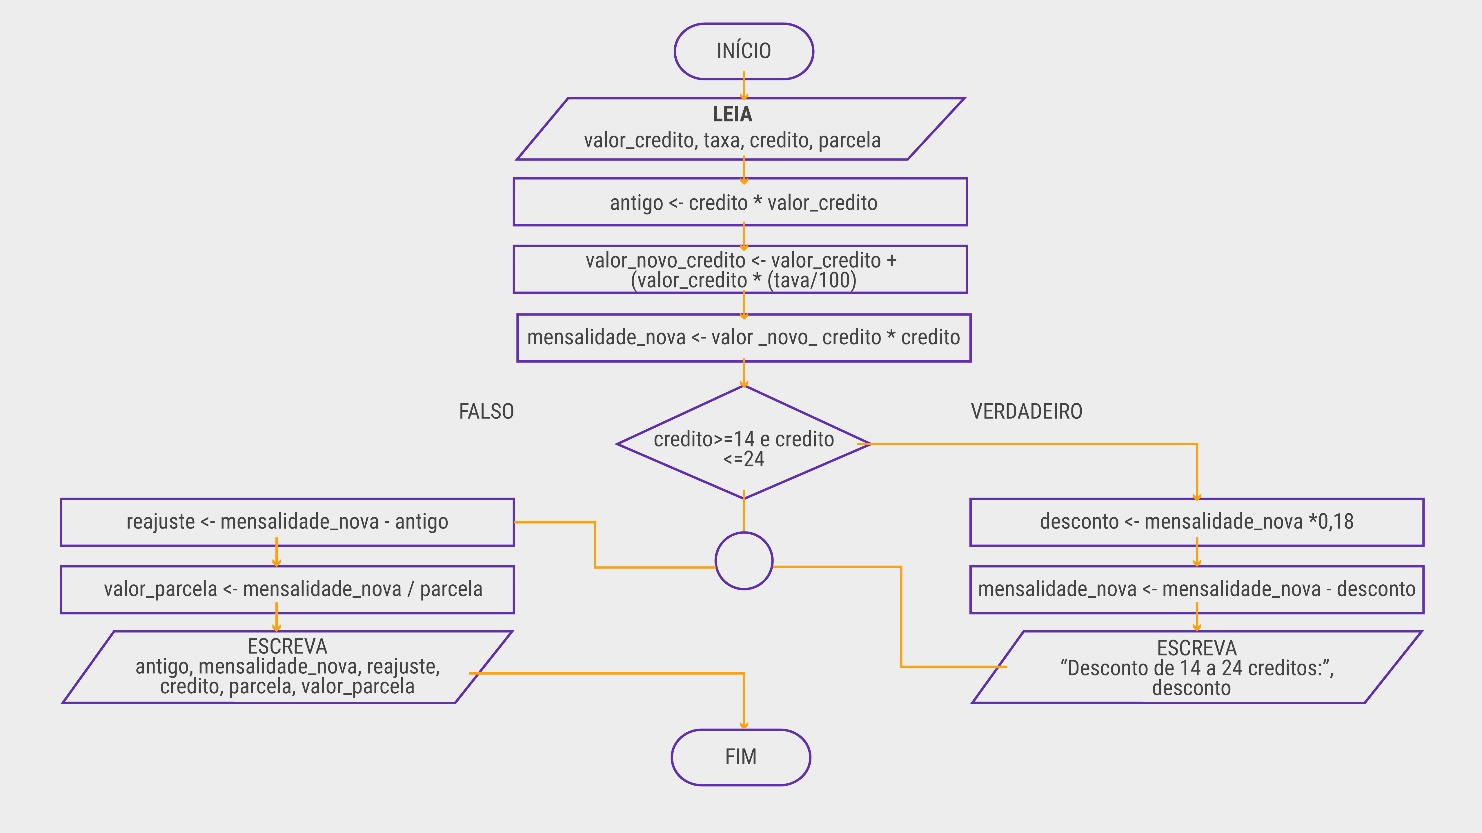 INÍCIO
LEIA
valor_credito, taxa, credito, parcela
antigo <- credito * valor_credito
valor_novo_credito <- valor_credito +
(valor_credito * (tava/100)
mensalidade_nova <- valor _novo_ credito * credito
FALSO
VERDADEIRO
credito>=14 e credito
<=24
reajuste <- mensalidade_nova - antigo
valor_parcela <- mensalidade_nova / parcela
ESCREVA
antigo, mensalidade_nova, reajuste,
credito, parcela, valor_parcela
desconto <- mensalidade_nova *0,18
mensalidade_nova <- mensalidade_nova - desconto
ESCREVA
“Desconto de 14 a 24 creditos:”,
desconto
FIM